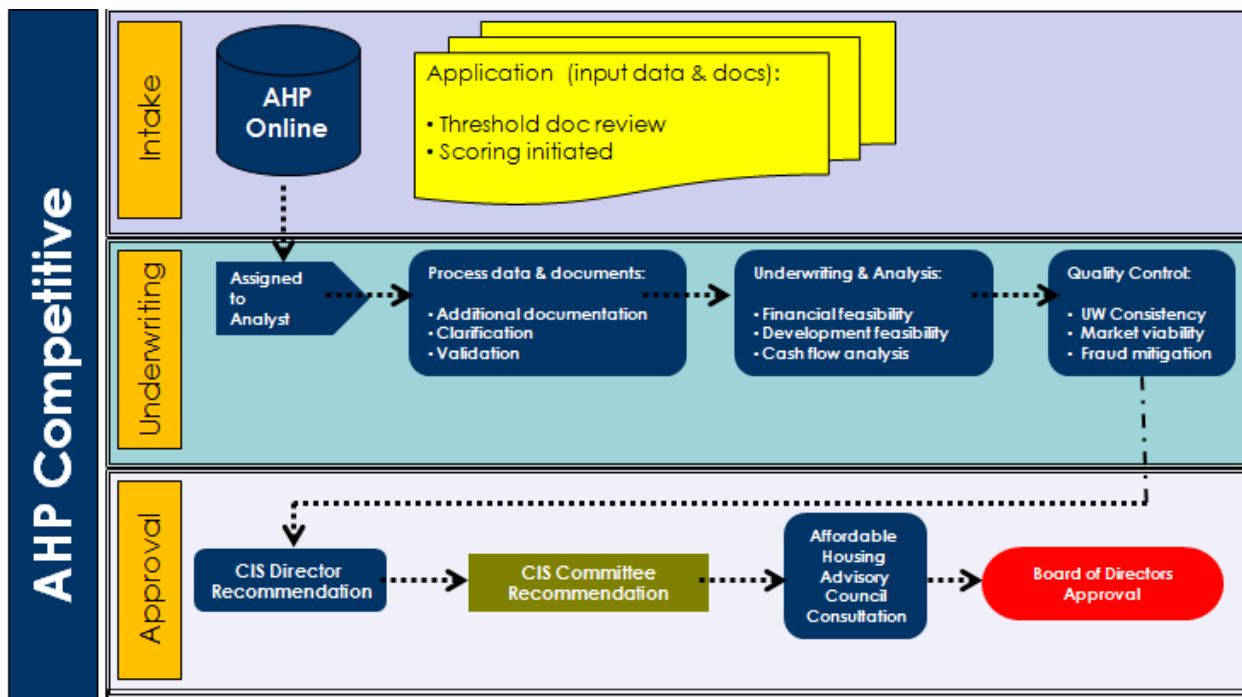 AHP Competitive
Intake
AHP
Online
Application (input data & docs):
• Threshold doc review
• Scoring initiated
Underwriting
Assigned
to
Analyst
Process data & documents:
• Additional documentation
• Clarification
• Validation
Underwriting & Analysis:
• Financial feasibility
• Development feasibility
• Cash flow analysis
Quality Control:
• UW Consistency
• Market viability
• Fraud mitigation
Approval
CIS Director
Recommendation
CIS Committee
Recommendation
Affordable
Housing
Advisory
Council
Consultation
Board of Directors
Approval